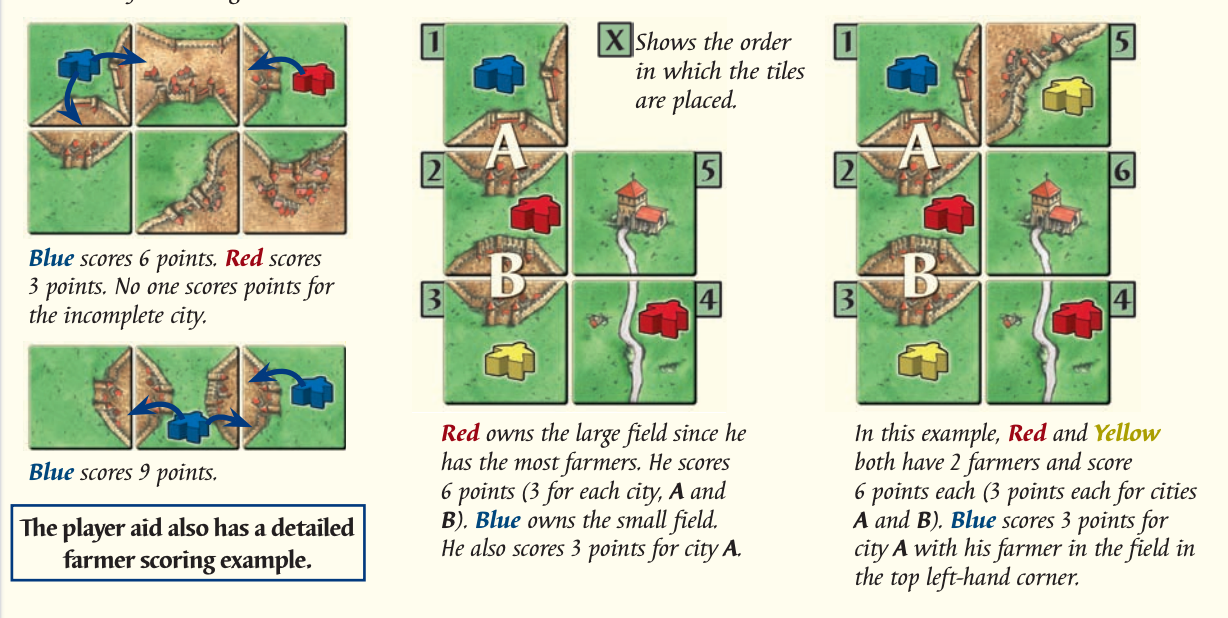 Blue scores 6 points. Red scores
3 points. No one scores points for
the incomplete city.
Blue scores 9 points.
The player aid also has a detailed
farmer scoring example.
1
X Shows the order
in which the tiles
are placed.
A
2
5
B
3
4
Red owns the large field since he
has the most farmers. He scores
6 points (3 for each city, A and
B). Blue owns the small field.
He also scores 3 points for city A.
1
5
A
2
6
B
3
4
In this example, Red and Yellow
both have 2 farmers and score
6 points each (3 points each for cities
A and B). Blue scores 3 points for
city A with his farmer in the field in
the top left-hand corner.